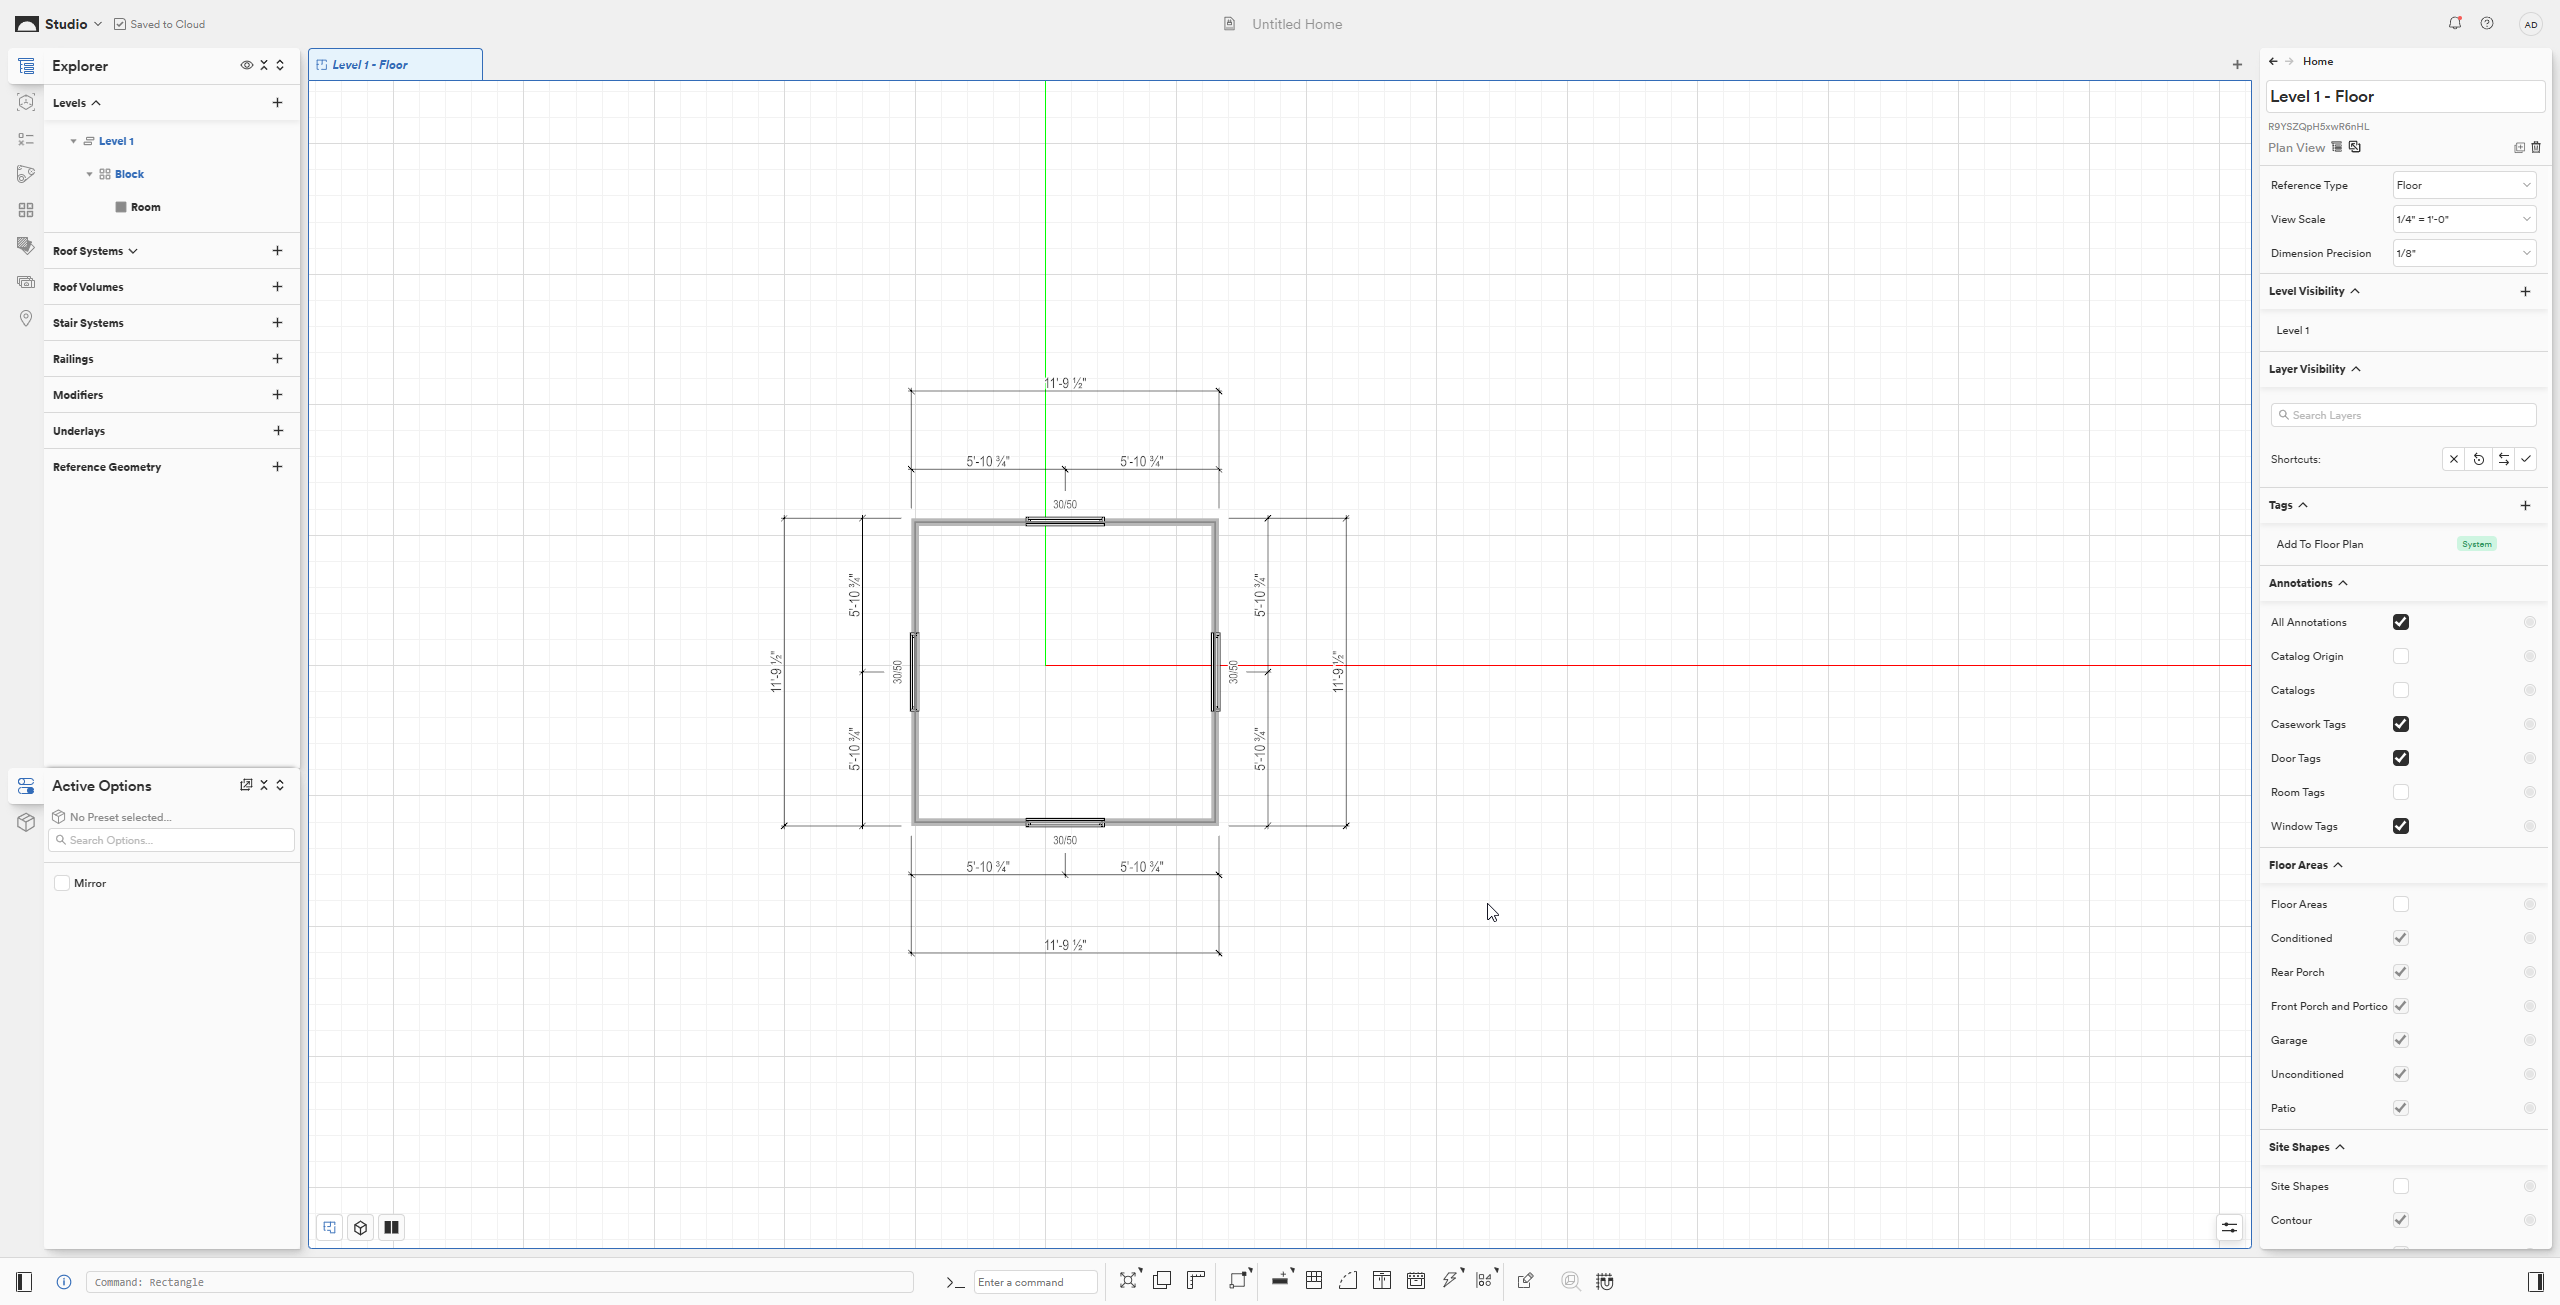 Studio
Saved to Cloud
Untitled Home
AD
Explorer
Levels
Level 1
Block
Room
Roof Systems
Roof Volumes
Stair Systems
Railings
Modifiers
Underlays
Reference Geometry
Active Options
No Preset selected...
Search Options...
Mirror
Level 1 - Floor
11'-9 ½"
5'-10 ¾"
5'-10 ¾"
30/50
5'-10 ¾"
11'-9 ½"
30/50
5'-10 ¾"
5'-10 ¾"
30/50
11'-9 ½"
5'-10 ¾"
30/50
5'-10 ¾"
5'-10 ¾"
11'-9 ½"
Home
Level 1 - Floor
R9YSZQpH5xwR6nHL
Plan View
Reference Type
Floor
View Scale
1/4" = 1'-0"
Dimension Precision
1/8"
Level Visibility
Level 1
Layer Visibility
Search Layers
Shortcuts:
Tags
Add To Floor Plan
System
Annotations
All Annotations
Catalog Origin
Catalogs
Casework Tags
Door Tags
Room Tags
Window Tags
Floor Areas
Floor Areas
Conditioned
Rear Porch
Front Porch and Portico
Garage
Unconditioned
Patio
Site Shapes
Site Shapes
Contour
Command: Rectangle
Enter a command